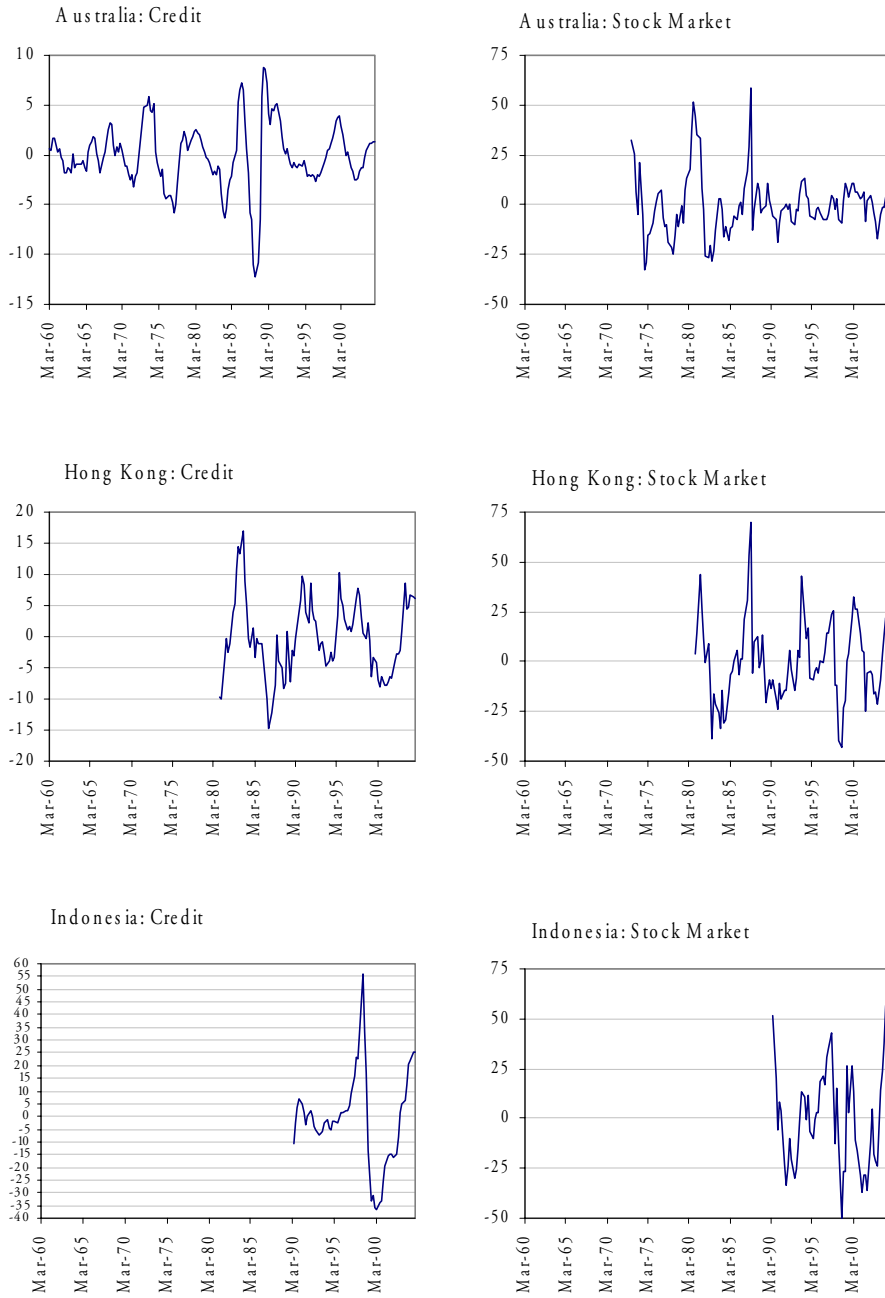 Australia: Credit
10
5
0
-5
-10
-15
Mar-60
Mar-65
Mar-70
Mar-75
Mar-80
Mar-85
Mar-90
Mar-95
Mar-00
Australia: Stock Market
75
50
25
0
-25
-50
Mar-60
Mar-65
Mar-70
Mar-75
Mar-80
Mar-85
Mar-90
Mar-95
Mar-00
Hong Kong: Credit
20
15
10
5
0
-5
-10
-15
-20
Mar-60
Mar-65
Mar-70
Mar-75
Mar-80
Mar-85
Mar-90
Mar-95
Mar-00
Hong Kong: Stock Market
75
50
25
0
-25
-50
Mar-60
Mar-65
Mar-70
Mar-75
Mar-80
Mar-85
Mar-90
Mar-95
Mar-00
Indonesia: Credit
60
55
50
45
40
35
30
25
20
15
10
5
0
-5
-10
-15
-20
-25
-30
-35
-40
Mar-60
Mar-65
Mar-70
Mar-75
Mar-80
Mar-85
Mar-90
Mar-95
Mar-00
Indonesia: Stock Market
75
50
25
0
-25
-50
Mar-60
Mar-65
Mar-70
Mar-75
Mar-80
Mar-85
Mar-90
Mar-95
Mar-00